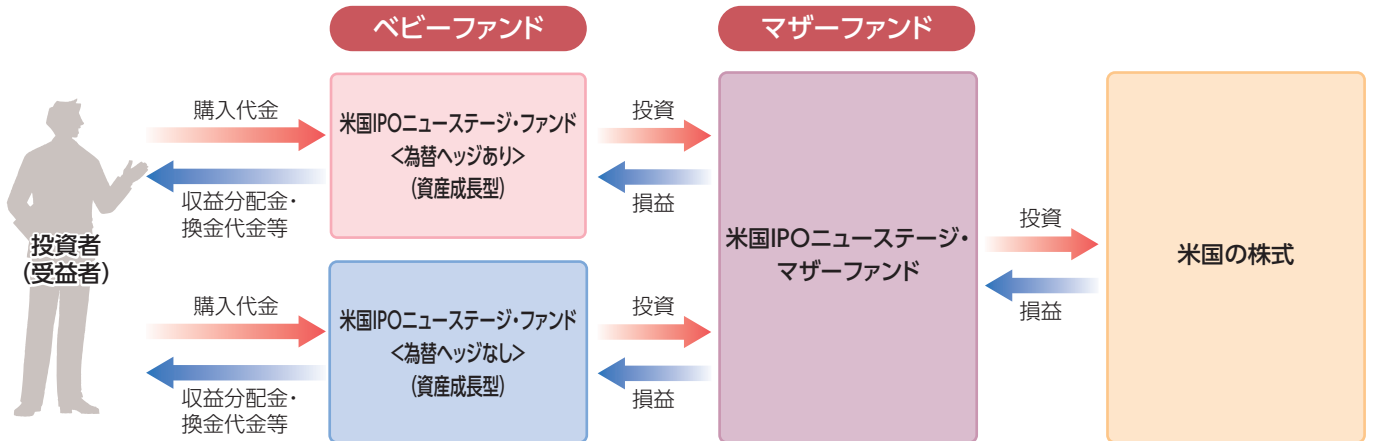 ベビーファンド
マザーファンド
投資者
(受益者)
購入代金
収益分配金・
換金代金等
米国IPOニューステージ・ファンド
<為替ヘッジあり>
(資産成長型)
投資
損益
購入代金
収益分配金・
換金代金等
米国IPOニューステージ・ファンド
<為替ヘッジなし>
(資産成長型)
投資
損益
米国IPOニューステージ・
マザーファンド
投資
損益
米国の株式